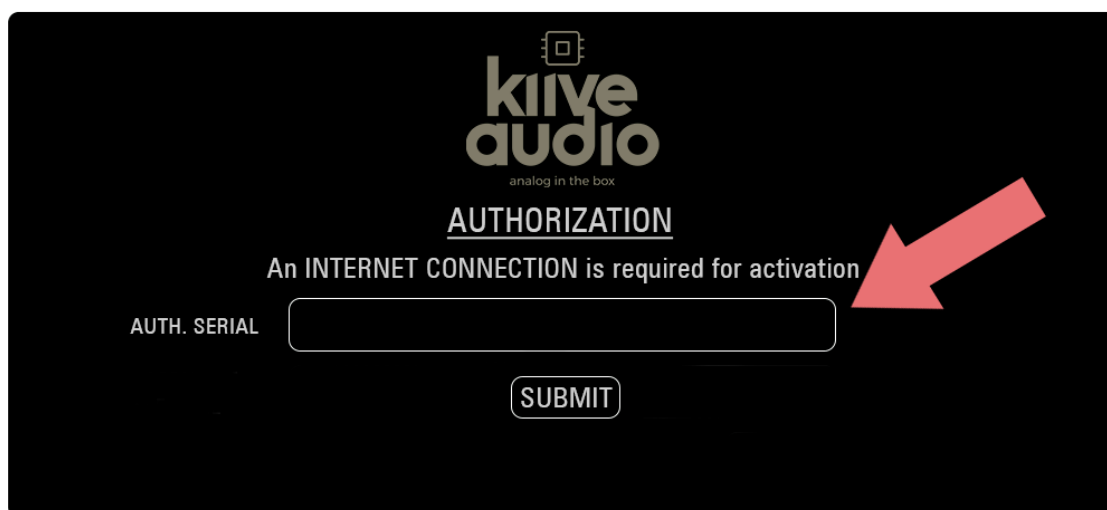 kiive
audio
analog in the box
AUTHORIZATION
An INTERNET CONNECTION is required for activation
AUTH. SERIAL
SUBMIT